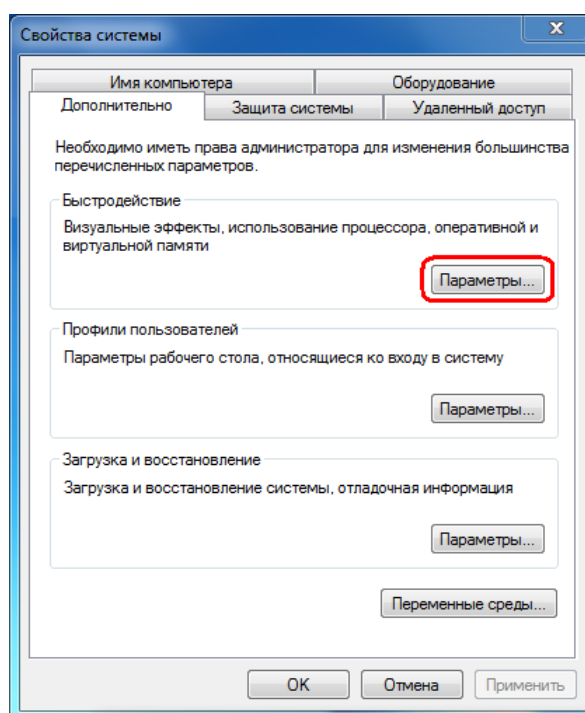 Свойства системы
Имя компьютера
Оборудование
Дополнительно
Защита системы
Удаленный доступ
Необходимо иметь права администратора для изменения большинства
перечисленных параметров.
Быстродействие
Визуальные эффекты, использование процессора, оперативной и
виртуальной памяти
Параметры...
Профили пользователей
Параметры рабочего стола, относящиеся ко входу в систему
Параметры...
Загрузка и восстановление
Загрузка и восстановление системы, отладочная информация
Параметры...
Переменные среды...
OK
Отмена
Применить